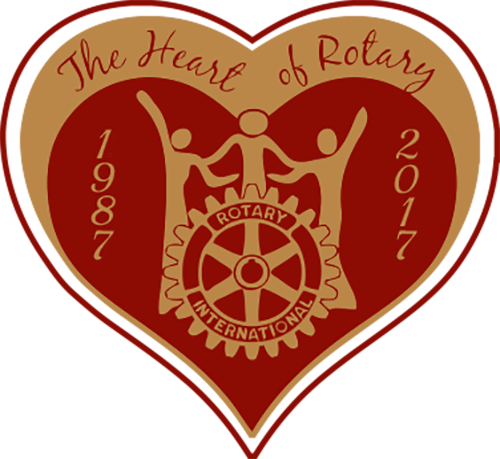 The Heart of Rotary
1987
2017
ROTARY
INTERNATIONAL